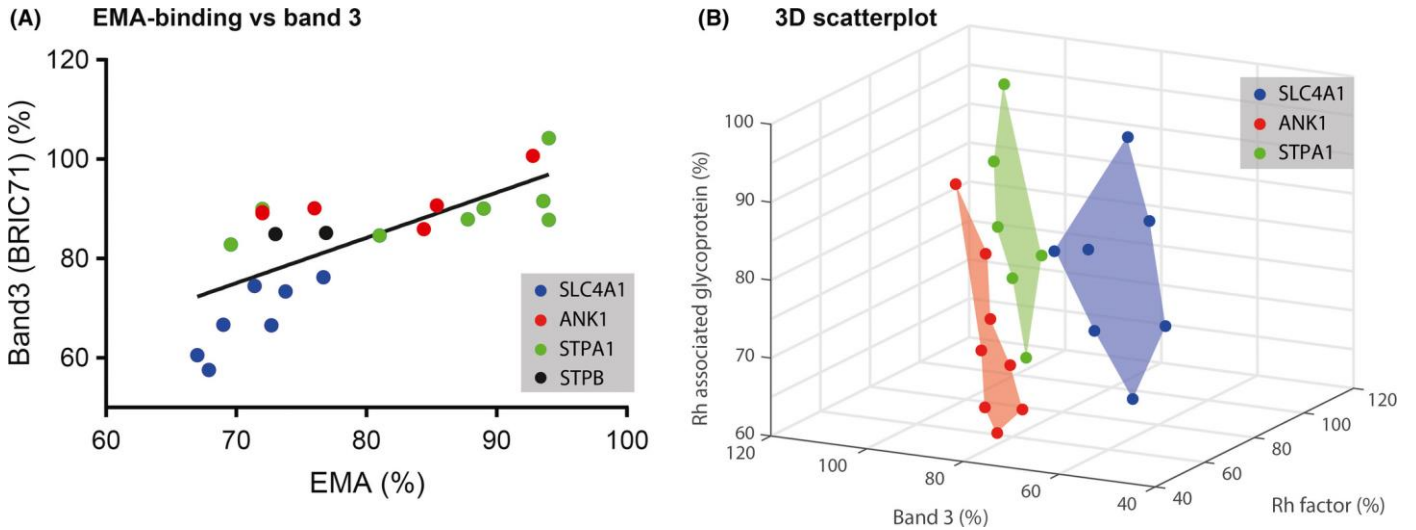 (A) EMA-binding vs band 3
Band3 (BRIC71) (%)
120
100
80
60
60 70 80 90 100
EMA (%)
SLC4A1
ANK1
STPA1
STPB
(B) 3D scatterplot
Rh associated glycoprotein (%)
100
90
80
70
60
120 100 80 60 40
Band 3 (%)
40 60 80 100 120
Rh factor (%)
SLC4A1
ANK1
STPA1